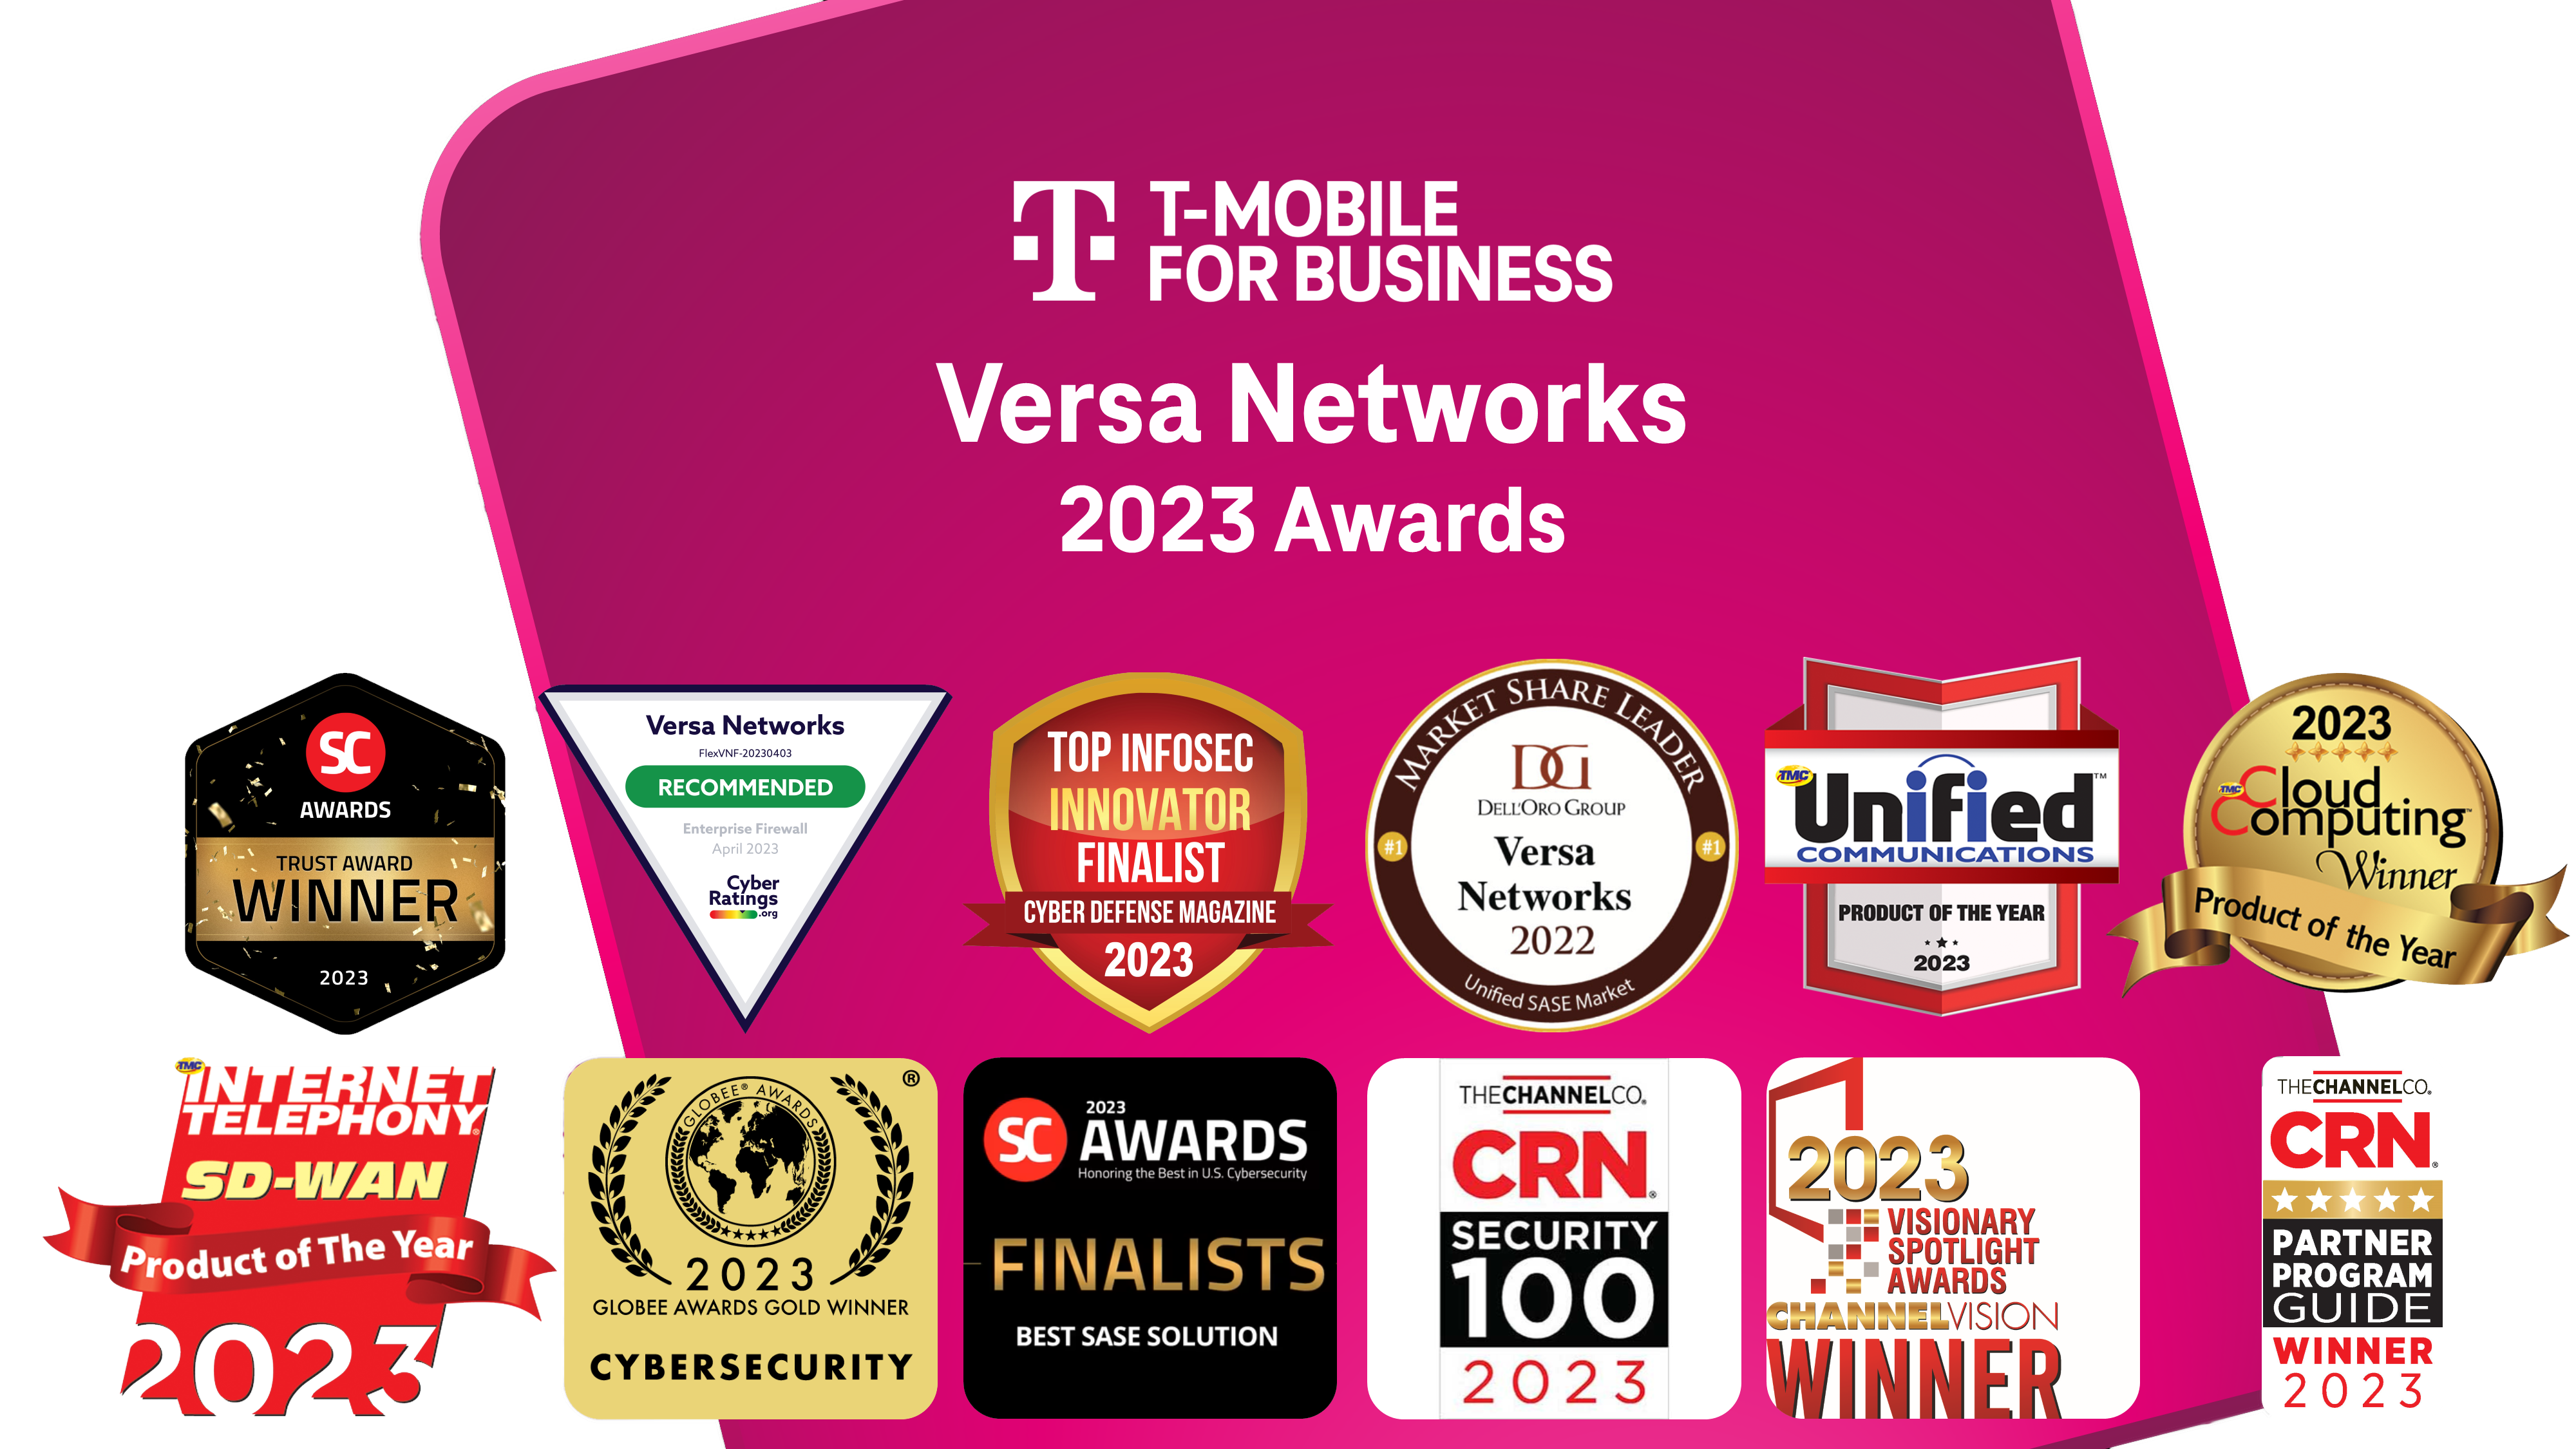 T-MOBILE
FOR BUSINESS
Versa Networks
2023 Awards
SC
AWARDS
TRUST AWARD
WINNER
2023
Versa Networks
FlexVNF-20230403
RECOMMENDED
Enterprise Firewall
April 2023
Cyber
Ratings
.org
TOP INFOSEC
INNOVATOR
FINALIST
CYBER DEFENSE MAGAZINE
2023
MARKET SHARE LEADER
DG
DELL'ORO GROUP
#1
#1
Versa
Networks
2022
Unified SASE Market
TMC
Unified™
COMMUNICATIONS
PRODUCT OF THE YEAR
2023
2023
TMC
Cloud
Computing™
Winner
Product of the Year
TMC
INTERNET
TELEPHONY®
SD-WAN
Product of The Year
2023
®
GLOBEE® AWARDS
2023
GLOBEE AWARDS GOLD WINNER
CYBERSECURITY
2023
SC AWARDS
Honoring the Best in U.S. Cybersecurity
FINALISTS
BEST SASE SOLUTION
THECHANNELCO.
CRN®
SECURITY
100
2023
2023
VISIONARY
SPOTLIGHT
AWARDS
CHANNELVISION
WINNER
THECHANNELCO.
CRN®
PARTNER
PROGRAM
GUIDE
WINNER
2023